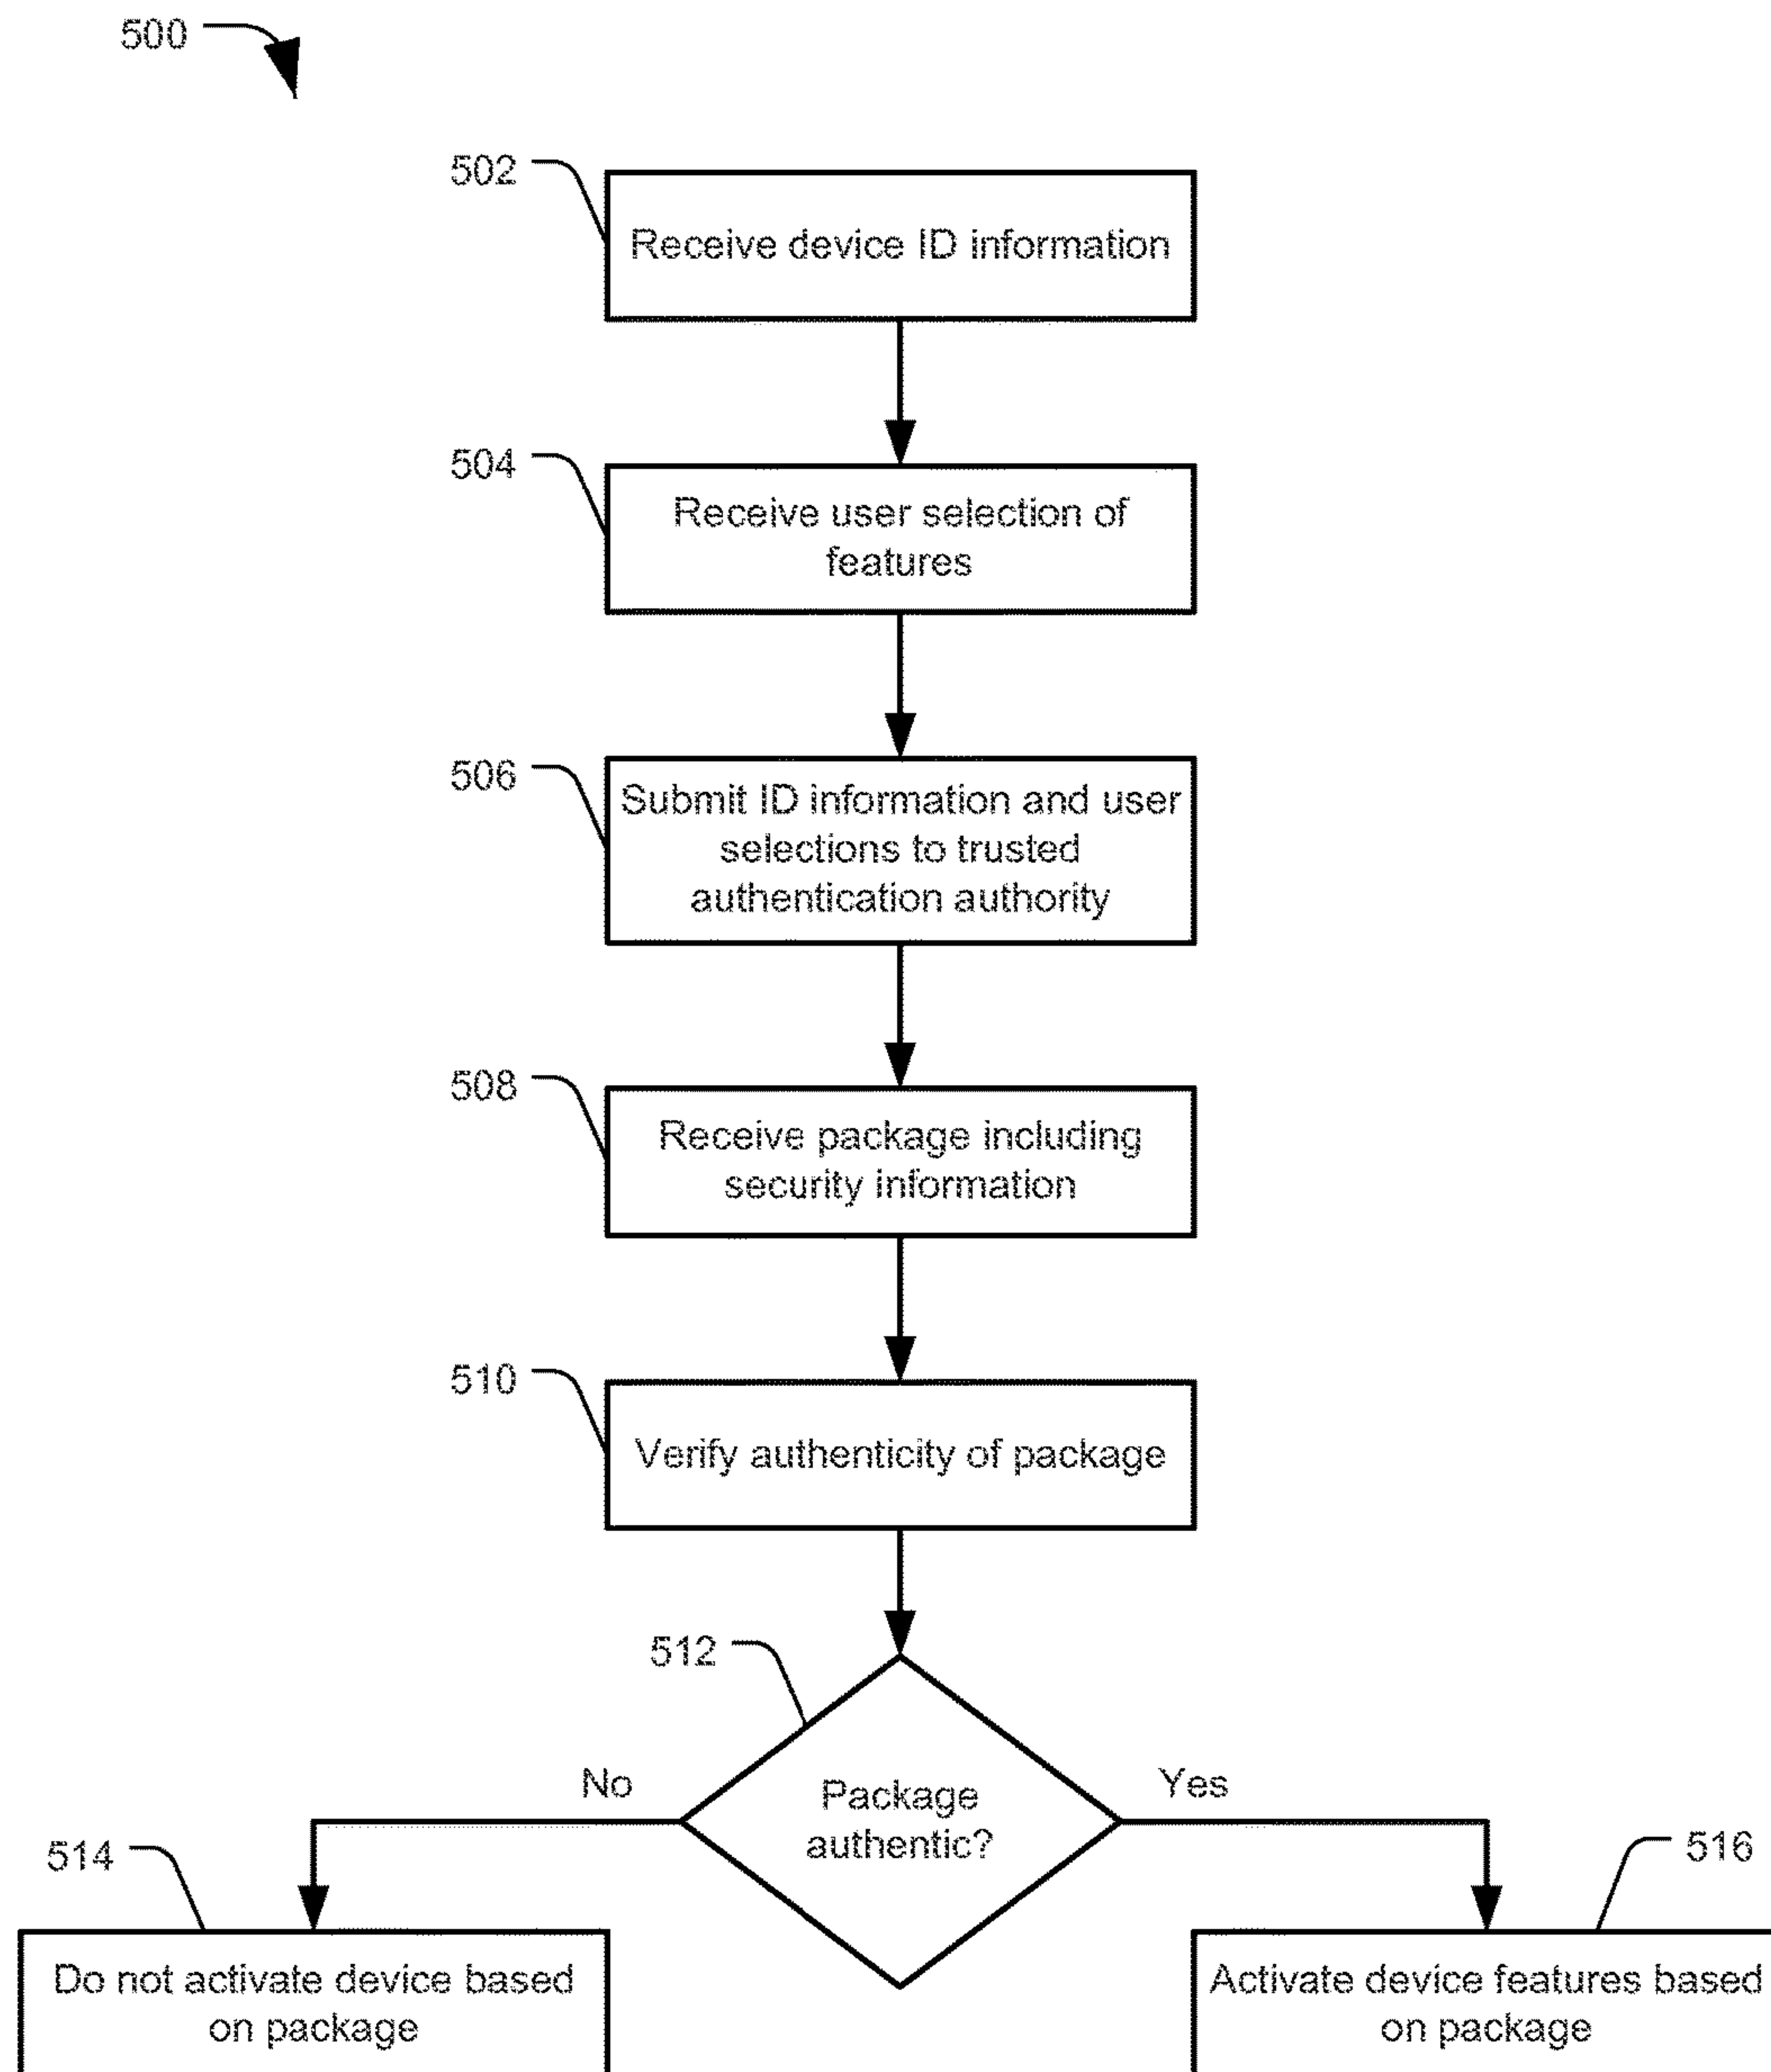 500
502
Receive device ID information
504
Receive user selection of
features
506
Submit ID information and user
selections to trusted
authentication authority
508
Receive package including
security information
510
Verify authenticity of package
512
Package
authentic?
No
Yes
514
Do not activate device based
on package
516
Activate device features based
on package